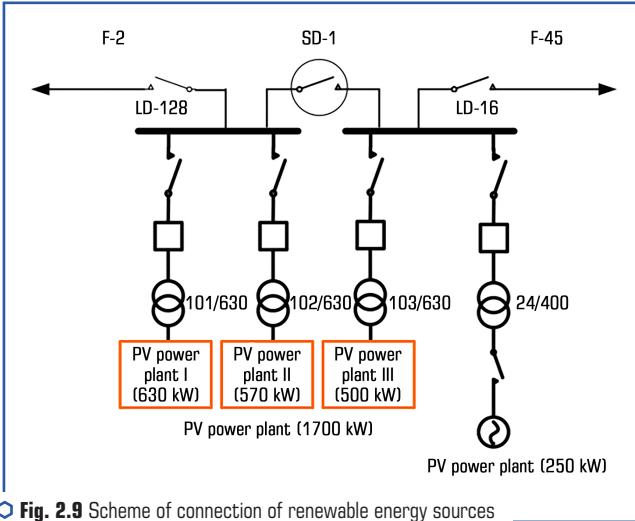 F-2 SD-1 F-45
LD-128 LD-16
101/630 102/630 103/630 24/400
PV power
plant I
(630 kW)
PV power
plant II
(570 kW)
PV power
plant III
(500 kW)
PV power plant (1700 kW)
PV power plant (250 kW)
Fig. 2.9 Scheme of connection of renewable energy sources